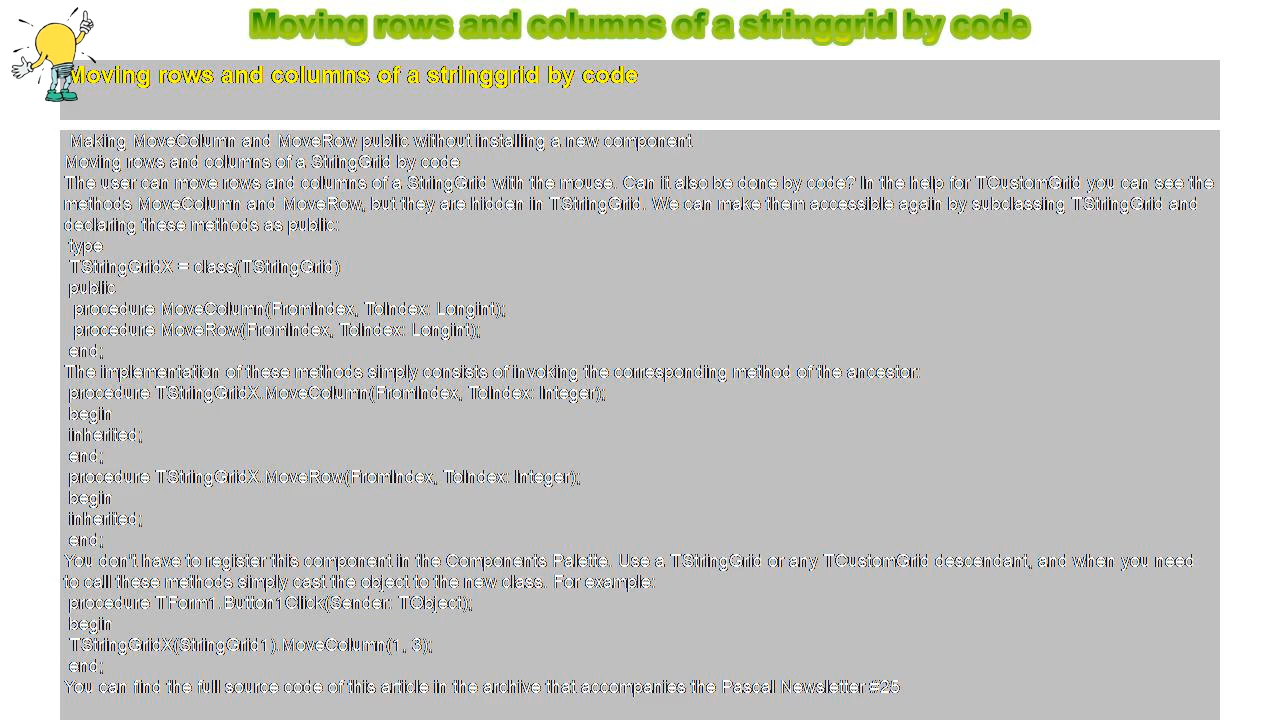 Moving rows and columns of a stringgrid by code
Moving rows and columns of a stringgrid by code
Making MoveColumn and MoveRow public without installing a new component
Moving rows and columns of a StringGrid by code
The user can move rows and columns of a StringGrid with the mouse. Can it also be done by code? In the help for TCustomGrid you can see the
methods MoveColumn and MoveRow, but they are hidden in TStringGrid. We can make them accessible again by subclassing TStringGrid and
declaring these methods as public:
type
TStringGridX = class(TStringGrid)
public
procedure MoveColumn(FromIndex, ToIndex: Longint);
procedure MoveRow(FromIndex, ToIndex: Longint);
end;
The implementation of these methods simply consists of invoking the corresponding method of the ancestor:
procedure TStringGridX.MoveColumn(FromIndex, ToIndex: Integer);
begin
inherited;
end;
procedure TStringGridX.MoveRow(FromIndex, ToIndex: Integer);
begin
inherited;
end;
You don't have to register this component in the Components Palette. Use a TStringGrid or any TCustomGrid descendant, and when you need
to call these methods simply cast the object to the new class. For example:
procedure TForm1.Button1Click(Sender: TObject);
begin
TStringGridX(StringGrid1).MoveColumn(1, 3);
end;
You can find the full source code of this article in the archive that accompanies the Pascal Newsletter #25